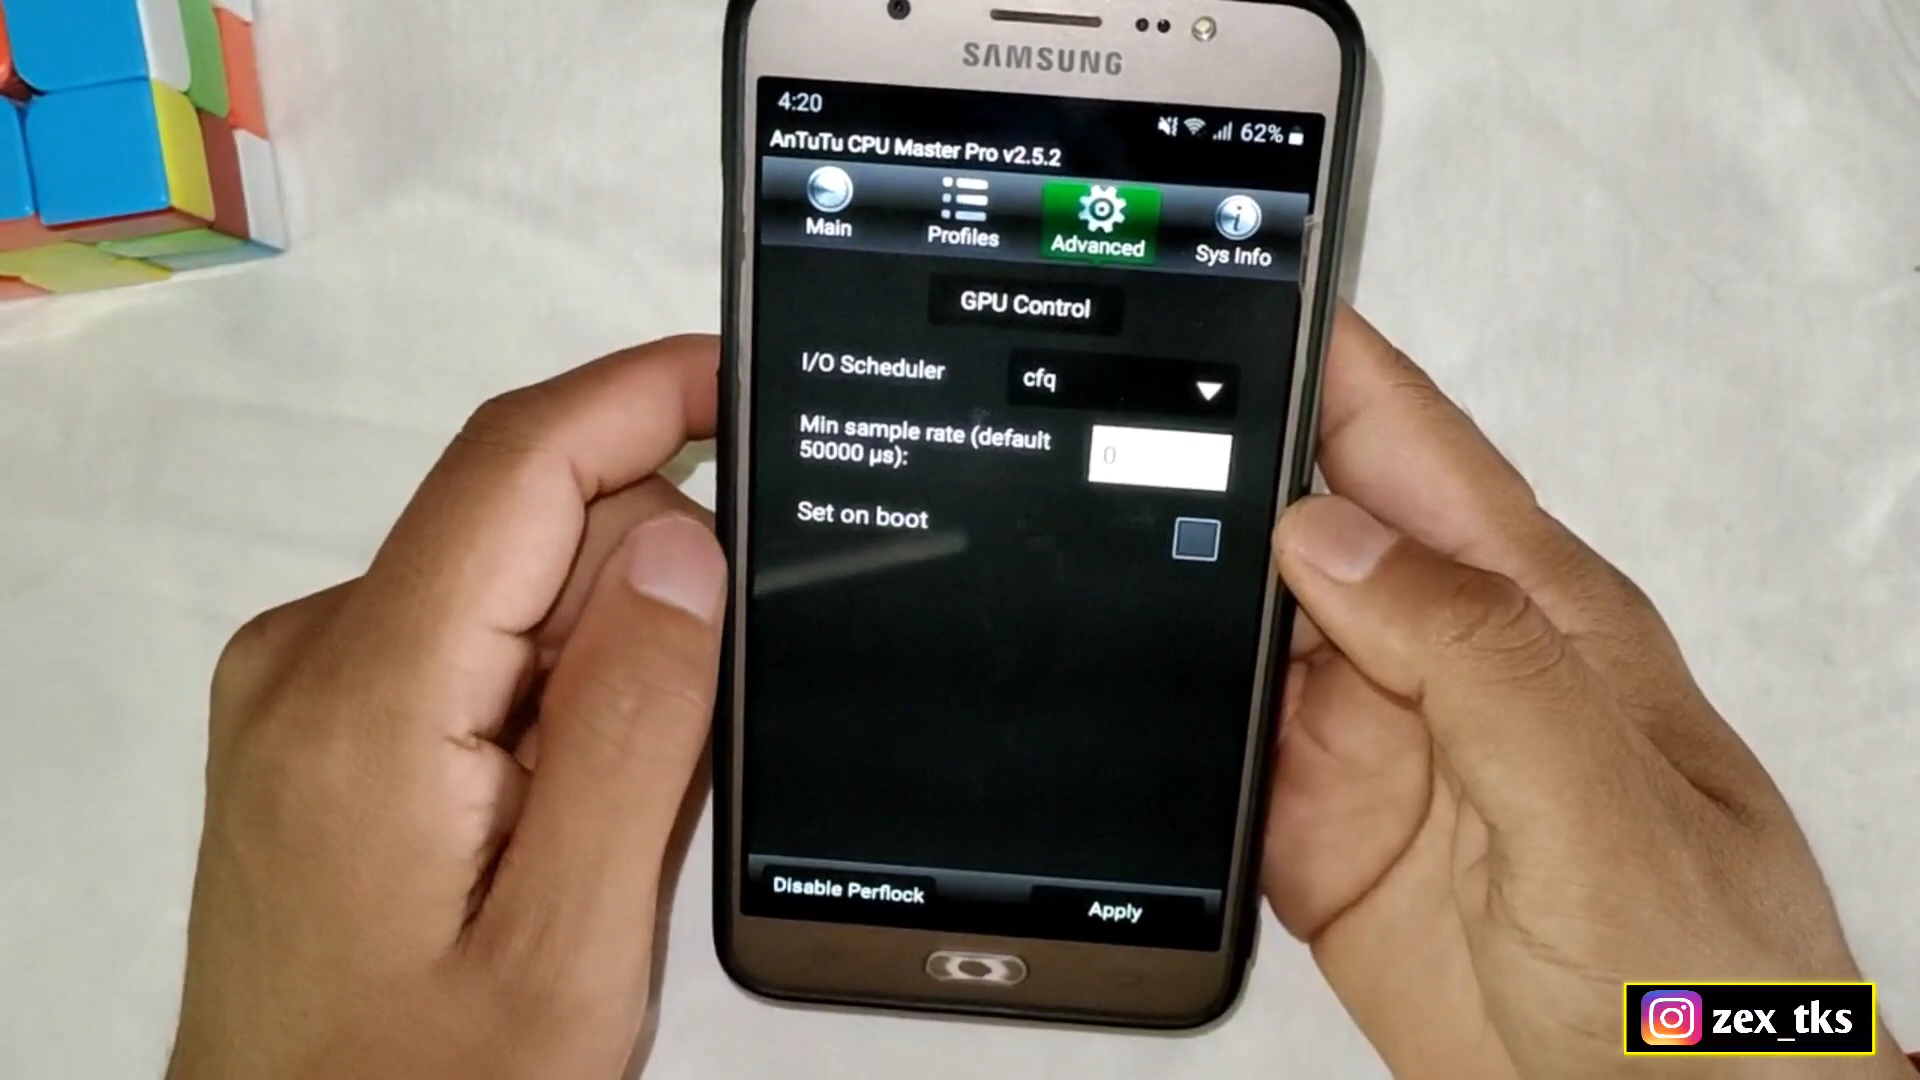 SAMSUNG
4:20
62%
AnTuTu CPU Master Pro v2.5.2
Main
Profiles
Advanced
Sys Info
GPU Control
I/O Scheduler
cfq
Min sample rate (default
50000 µs):
0
Set on boot
Disable Perflock
Apply
zex_tks